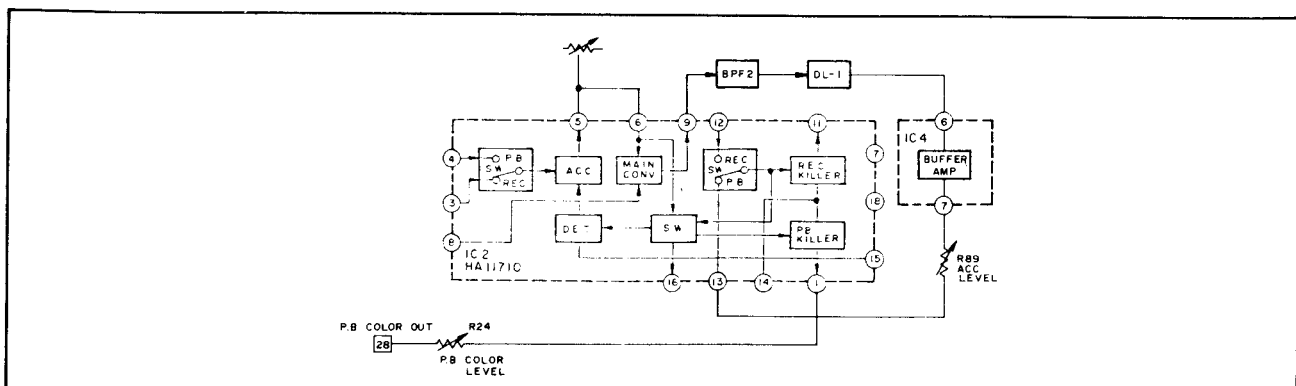 BPF2
DL-1
5
6
9
12
11
6
IC4
BUFFER
AMP
7
4
P.B
SW
REC
ACC
MAIN
CONV
REC
SW
P.B
REC
KILLER
7
3
18
8
DET
SW
PB
KILLER
15
IC2
HA11710
16
13
14
1
7
R89
ACC
LEVEL
P.B COLOR OUT
R24
28
P.B COLOR
LEVEL